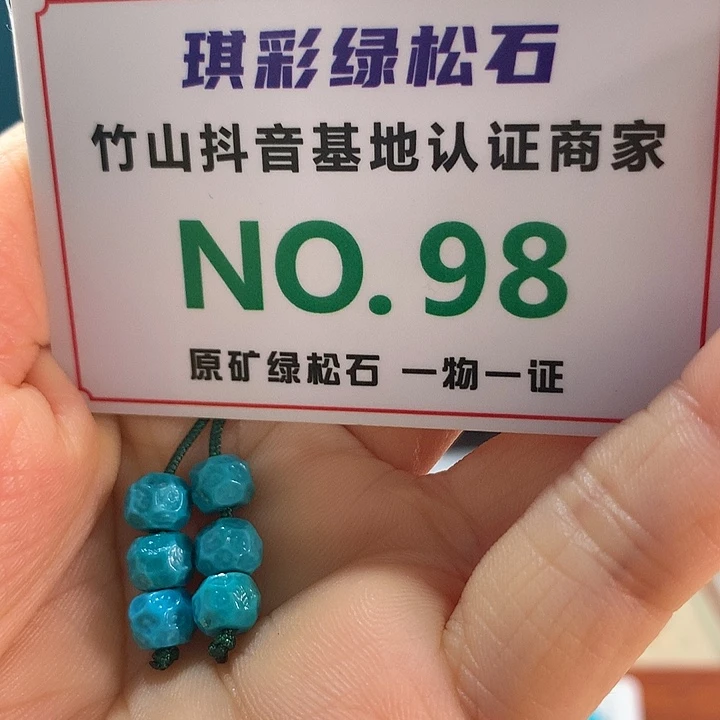 琪彩绿松石
竹山抖音基地认证商家
NO.98
原矿绿松石 一物一证